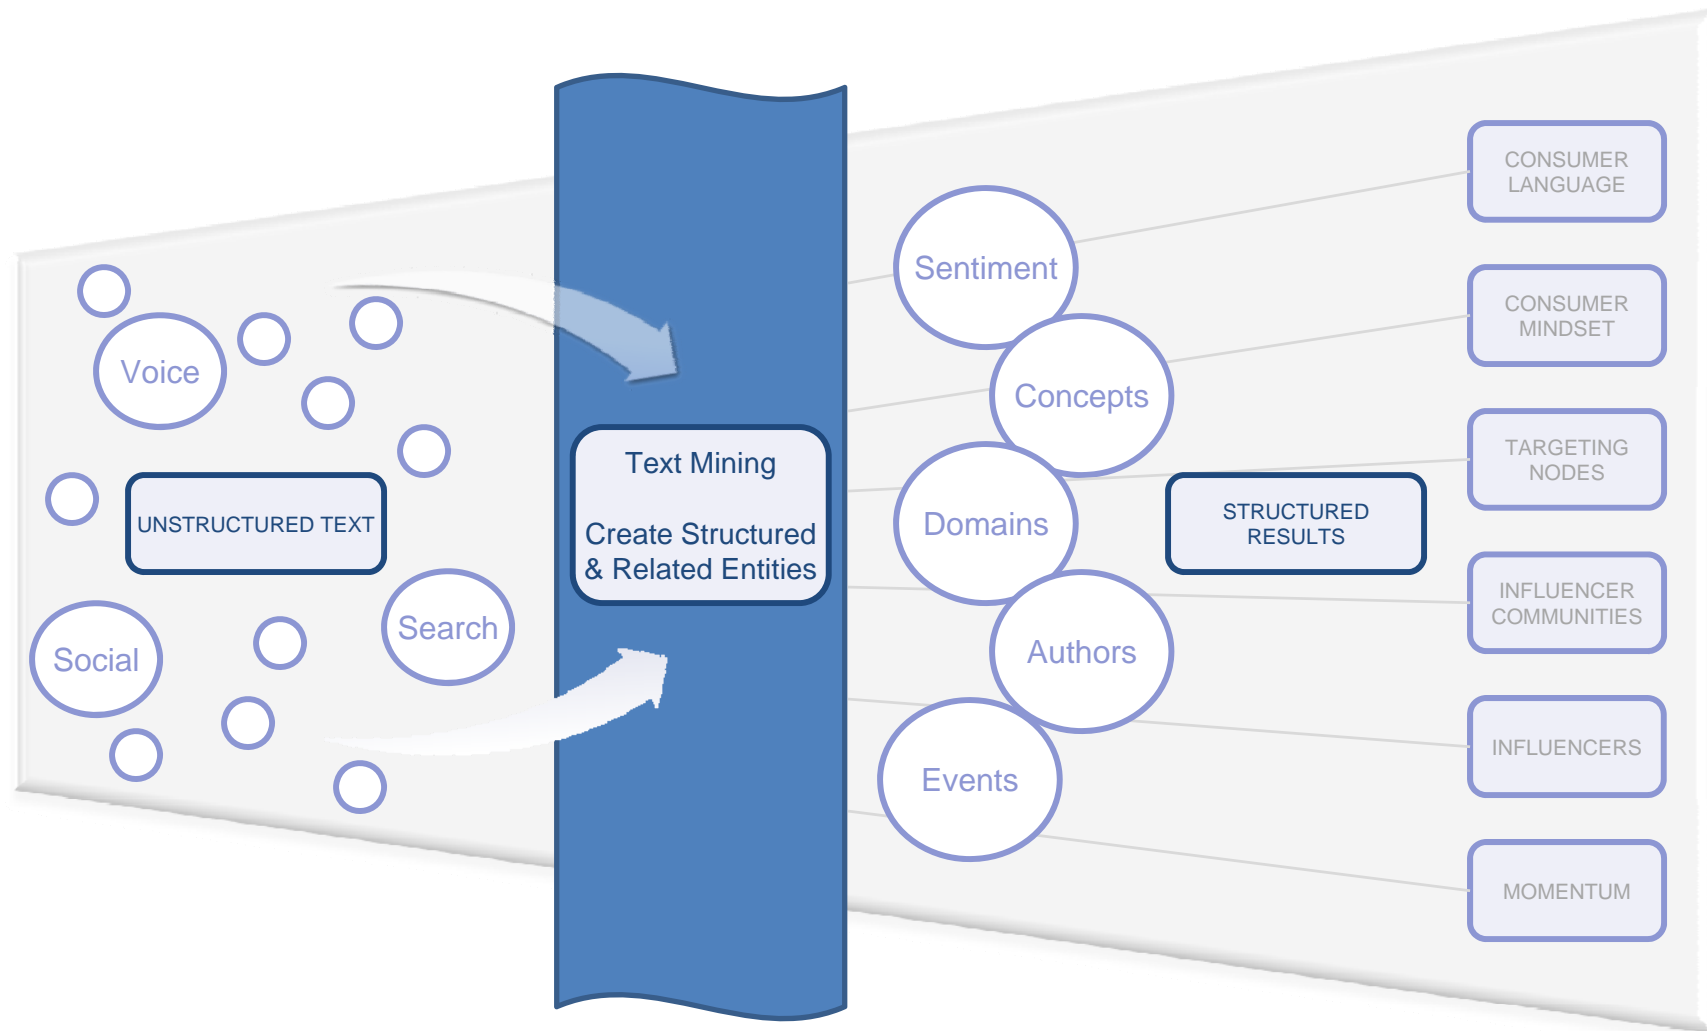 Voice
UNSTRUCTURED TEXT
Social
Search
Text Mining
Create Structured
& Related Entities
Sentiment
Concepts
Domains
Authors
Events
STRUCTURED
RESULTS
CONSUMER
LANGUAGE
CONSUMER
MINDSET
TARGETING
NODES
INFLUENCER
COMMUNITIES
INFLUENCERS
MOMENTUM